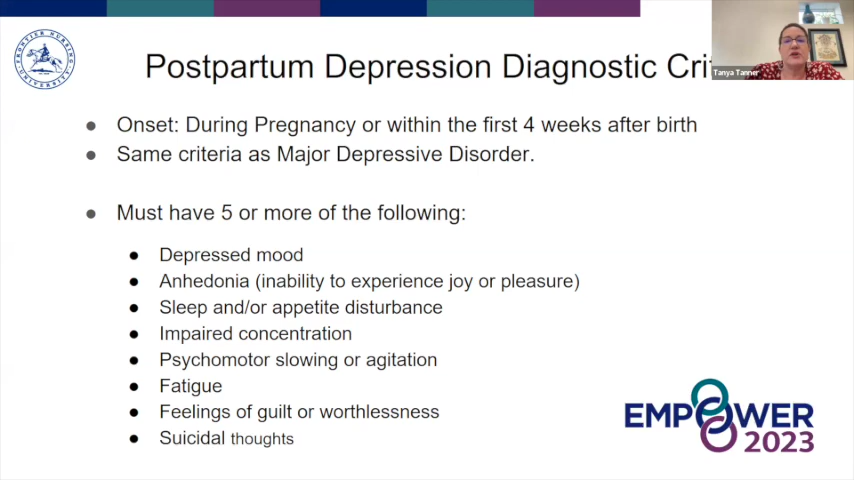 FRONTIER NURSING UNIVERSITY
Postpartum Depression Diagnostic Cri
Tanya Tanner
Onset: During Pregnancy or within the first 4 weeks after birth
Same criteria as Major Depressive Disorder.
Must have 5 or more of the following:
Depressed mood
Anhedonia (inability to experience joy or pleasure)
Sleep and/or appetite disturbance
Impaired concentration
Psychomotor slowing or agitation
Fatigue
Feelings of guilt or worthlessness
Suicidal thoughts
EMPOWER
2023